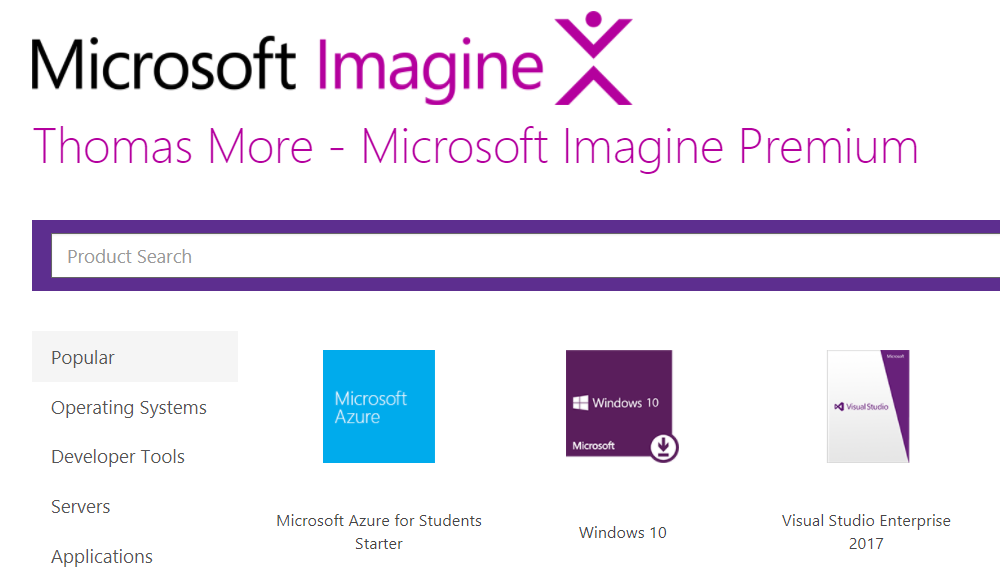 Microsoft Imagine
Thomas More - Microsoft Imagine Premium
Product Search
Popular
Operating Systems
Developer Tools
Servers
Applications
Microsoft
Azure
Microsoft Azure for Students
Starter
Windows 10
Microsoft
Windows 10
Microsoft
Visual Studio
Visual Studio Enterprise
2017